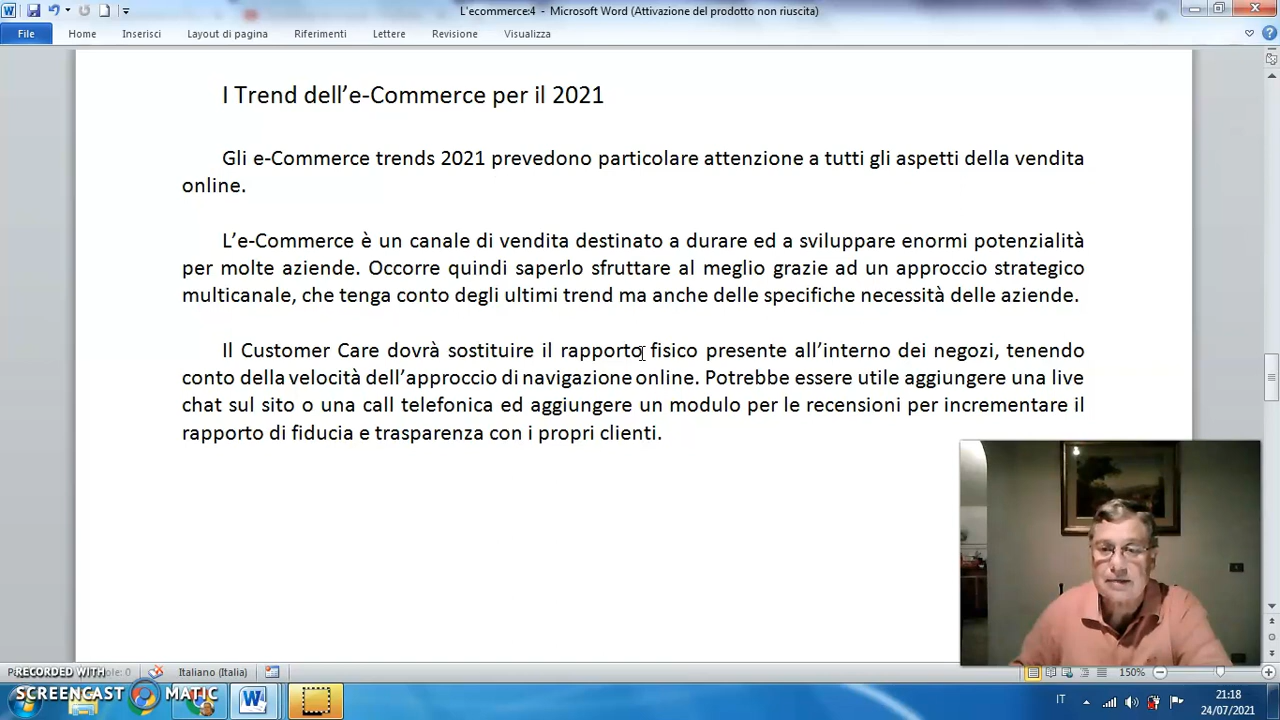 L'ecommerce:4 - Microsoft Word (Attivazione del prodotto non riuscita)
File Home Inserisci Layout di pagina Riferimenti Lettere Revisione Visualizza
I Trend dell’e-Commerce per il 2021
Gli e-Commerce trends 2021 prevedono particolare attenzione a tutti gli aspetti della vendita
online.
L’e-Commerce è un canale di vendita destinato a durare ed a sviluppare enormi potenzialità
per molte aziende. Occorre quindi saperlo sfruttare al meglio grazie ad un approccio strategico
multicanale, che tenga conto degli ultimi trend ma anche delle specifiche necessità delle aziende.
Il Customer Care dovrà sostituire il rapporto fisico presente all’interno dei negozi, tenendo
conto della velocità dell’approccio di navigazione online. Potrebbe essere utile aggiungere una live
chat sul sito o una call telefonica ed aggiungere un modulo per le recensioni per incrementare il
rapporto di fiducia e trasparenza con i propri clienti.
Italiano (Italia) 150%
RECORDED WITH
SCREENCAST MATIC
IT 21:18
24/07/2021